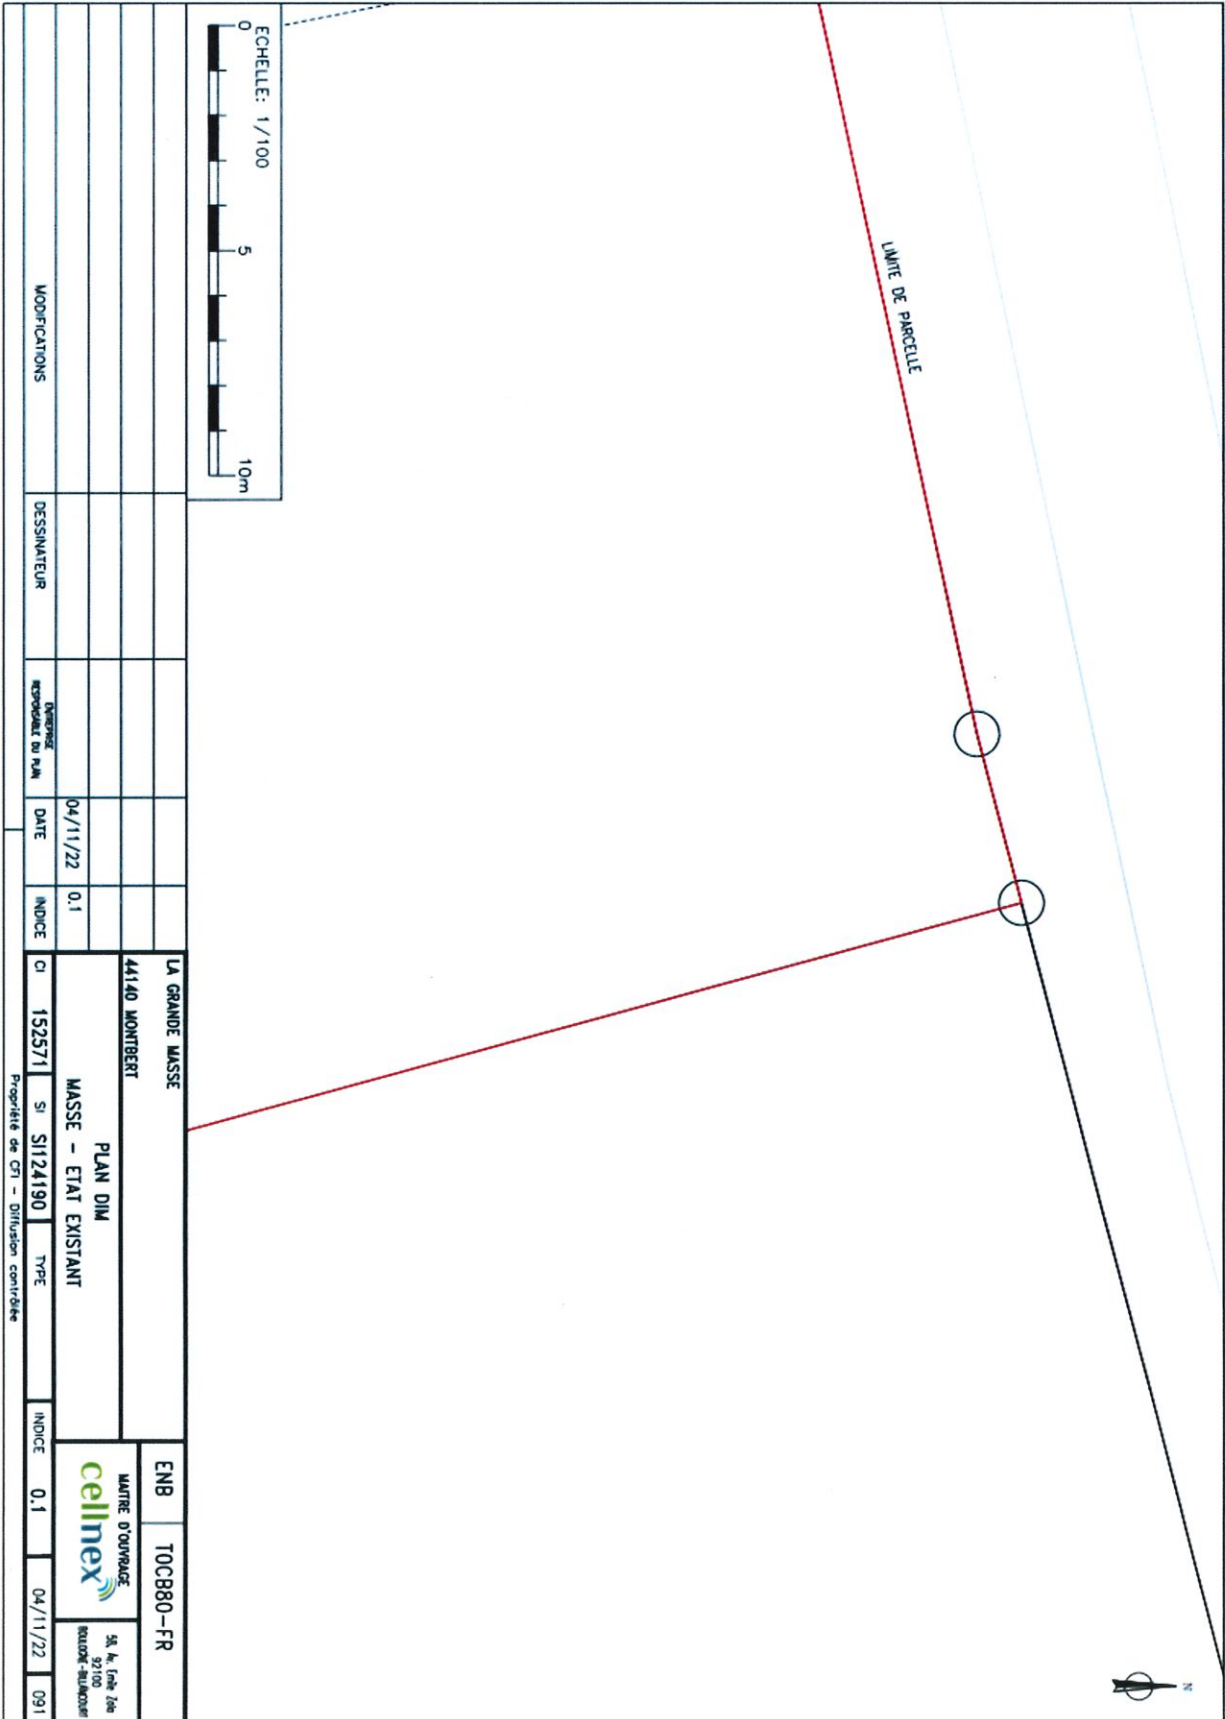 N
LIMITE DE PARCELLE
ECHELLE: 1/100
0 5 10m
04/11/22 0.1
MODIFICATIONS DESSINATEUR ENTREPRISE RESPONSABLE DU PLAN DATE INDICE
LA GRANDE MASSE
44140 MONTBERT
PLAN DIM
MASSE - ETAT EXISTANT
ENB TOCB80-FR
MAITRE D'OUVRAGE
cellnex
58, Av. Emile Zola
92100
BOULOGNE-BILLANCOURT
CI 152571 SI SI124190 TYPE INDICE 0.1 04/11/22 091
Propriété de CFI - Diffusion contrôlée